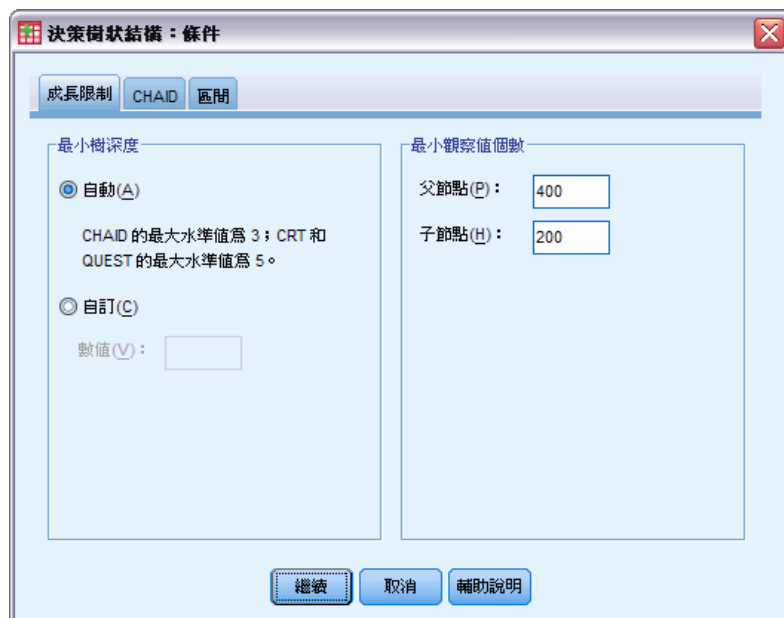 決策樹狀結構：條件
成長限制 CHAID 區間
最小樹深度
自動(A)
CHAID 的最大水準值為 3；CRT 和
QUEST 的最大水準值為 5。
自訂(C)
數值(V)：
最小觀察值個數
父節點(P)： 400
子節點(H)： 200
繼續 取消 輔助說明